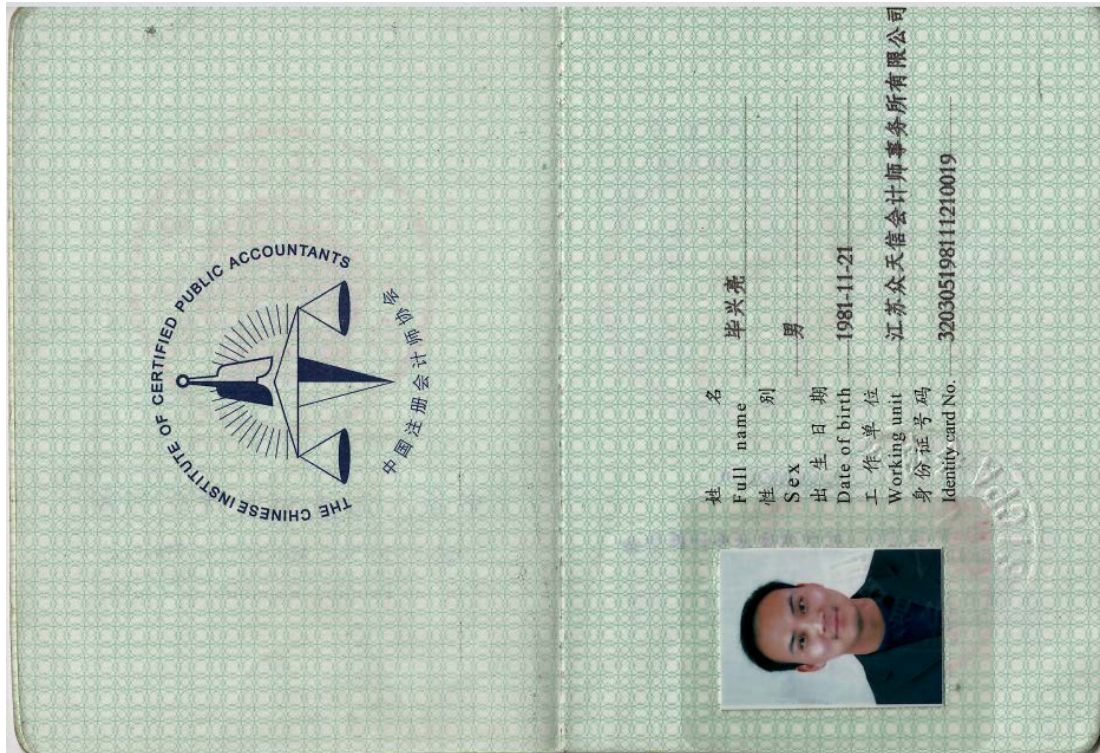 THE CHINESE INSTITUTE OF CERTIFIED PUBLIC ACCOUNTANTS
中国注册会计师协会
姓名 毕兴亮
Full name
性别 男
Sex
出生日期 1981-11-21
Date of birth
工作单位 江苏众天信会计师事务所有限公司
Working unit
身份证号码 320305198111210019
Identity card No.